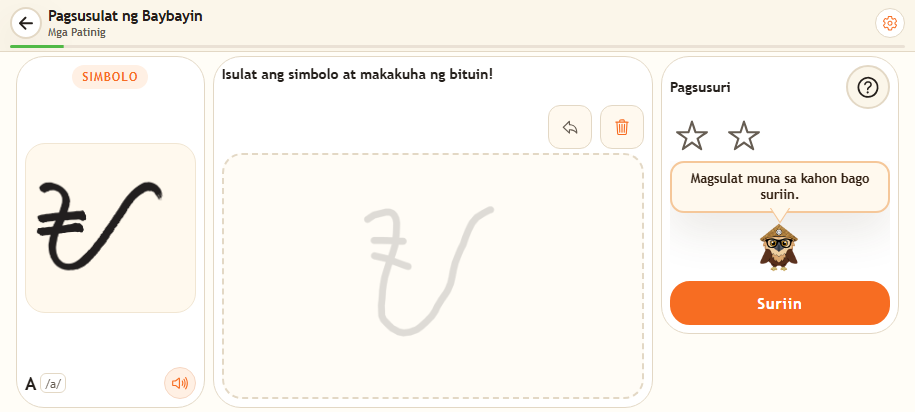 Pagsusulat ng Baybayin
Mga Patinig
SIMBOLO
ᜀ
A /a/
Isulat ang simbolo at makakuha ng bituin!
ᜀ
Pagsusuri
?
Magsulat muna sa kahon bago
suriin.
Suriin